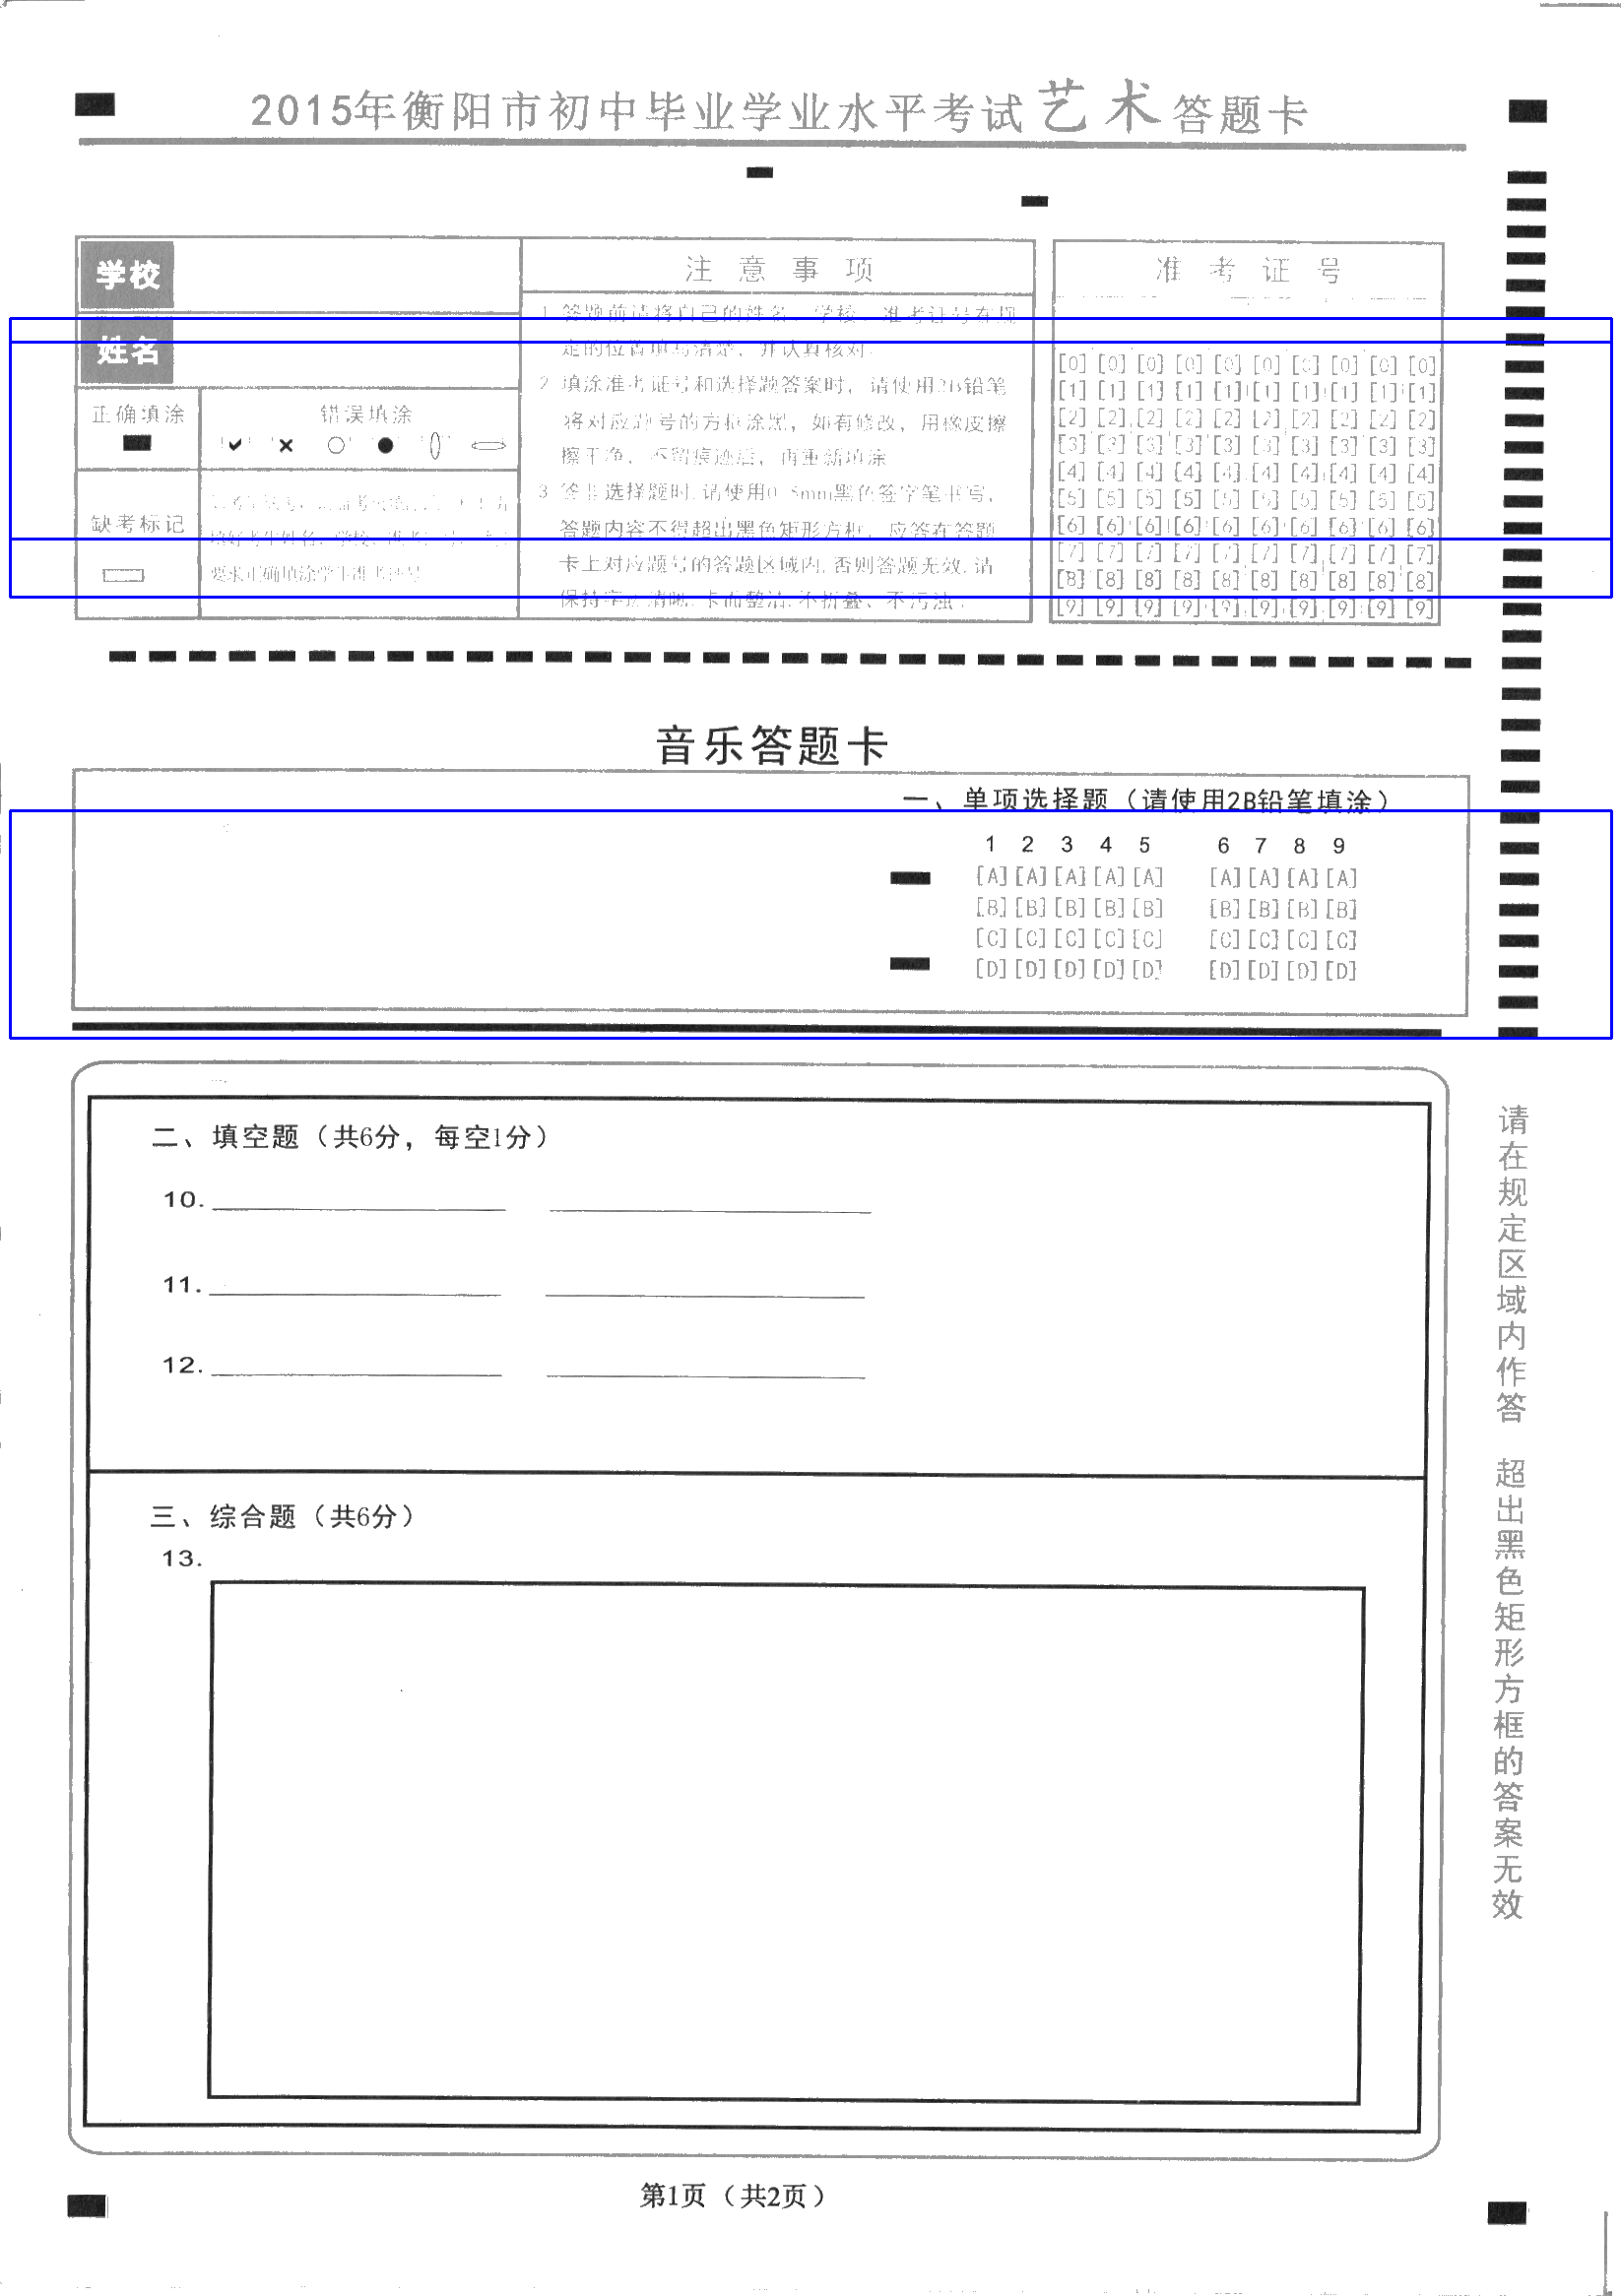 2015年衡阳市初中毕业学业水平考试艺术答题卡
学校
姓名
正确填涂
错误填涂
缺考标记
要求正确填涂学生准考证号
注意事项
1 答题前请将自己的姓名、学校、准考证号在规
定的位置填写清楚，并认真核对.
2 填涂准考证号和选择题答案时，请使用2B铅笔
将对应题号的方框涂黑，如有修改，用橡皮擦
擦干净，不留痕迹后，再重新填涂
3 答非选择题时，请使用0.5mm黑色签字笔书写，
答题内容不得超出黑色矩形方框，应答在答题
卡上对应题号的答题区域内，否则答题无效.请
保持字迹清晰.卡面整洁.不折叠、不污浊.
准考证号
[0] [0] [0] [0] [0] [0] [0] [0] [0] [0]
[1] [1] [1] [1] [1] [1] [1] [1] [1] [1]
[2] [2] [2] [2] [2] [2] [2] [2] [2] [2]
[3] [3] [3] [3] [3] [3] [3] [3] [3] [3]
[4] [4] [4] [4] [4] [4] [4] [4] [4] [4]
[5] [5] [5] [5] [5] [5] [5] [5] [5] [5]
[6] [6] [6] [6] [6] [6] [6] [6] [6] [6]
[7] [7] [7] [7] [7] [7] [7] [7] [7] [7]
[8] [8] [8] [8] [8] [8] [8] [8] [8] [8]
[9] [9] [9] [9] [9] [9] [9] [9] [9] [9]
音乐答题卡
一、单项选择题（请使用2B铅笔填涂）
1 2 3 4 5 6 7 8 9
[A] [A] [A] [A] [A] [A] [A] [A] [A]
[B] [B] [B] [B] [B] [B] [B] [B] [B]
[C] [C] [C] [C] [C] [C] [C] [C] [C]
[D] [D] [D] [D] [D] [D] [D] [D] [D]
二、填空题（共6分，每空1分）
10.
11.
12.
三、综合题（共6分）
13.
请在规定区域内作答 超出黑色矩形方框的答案无效
第1页（共2页）